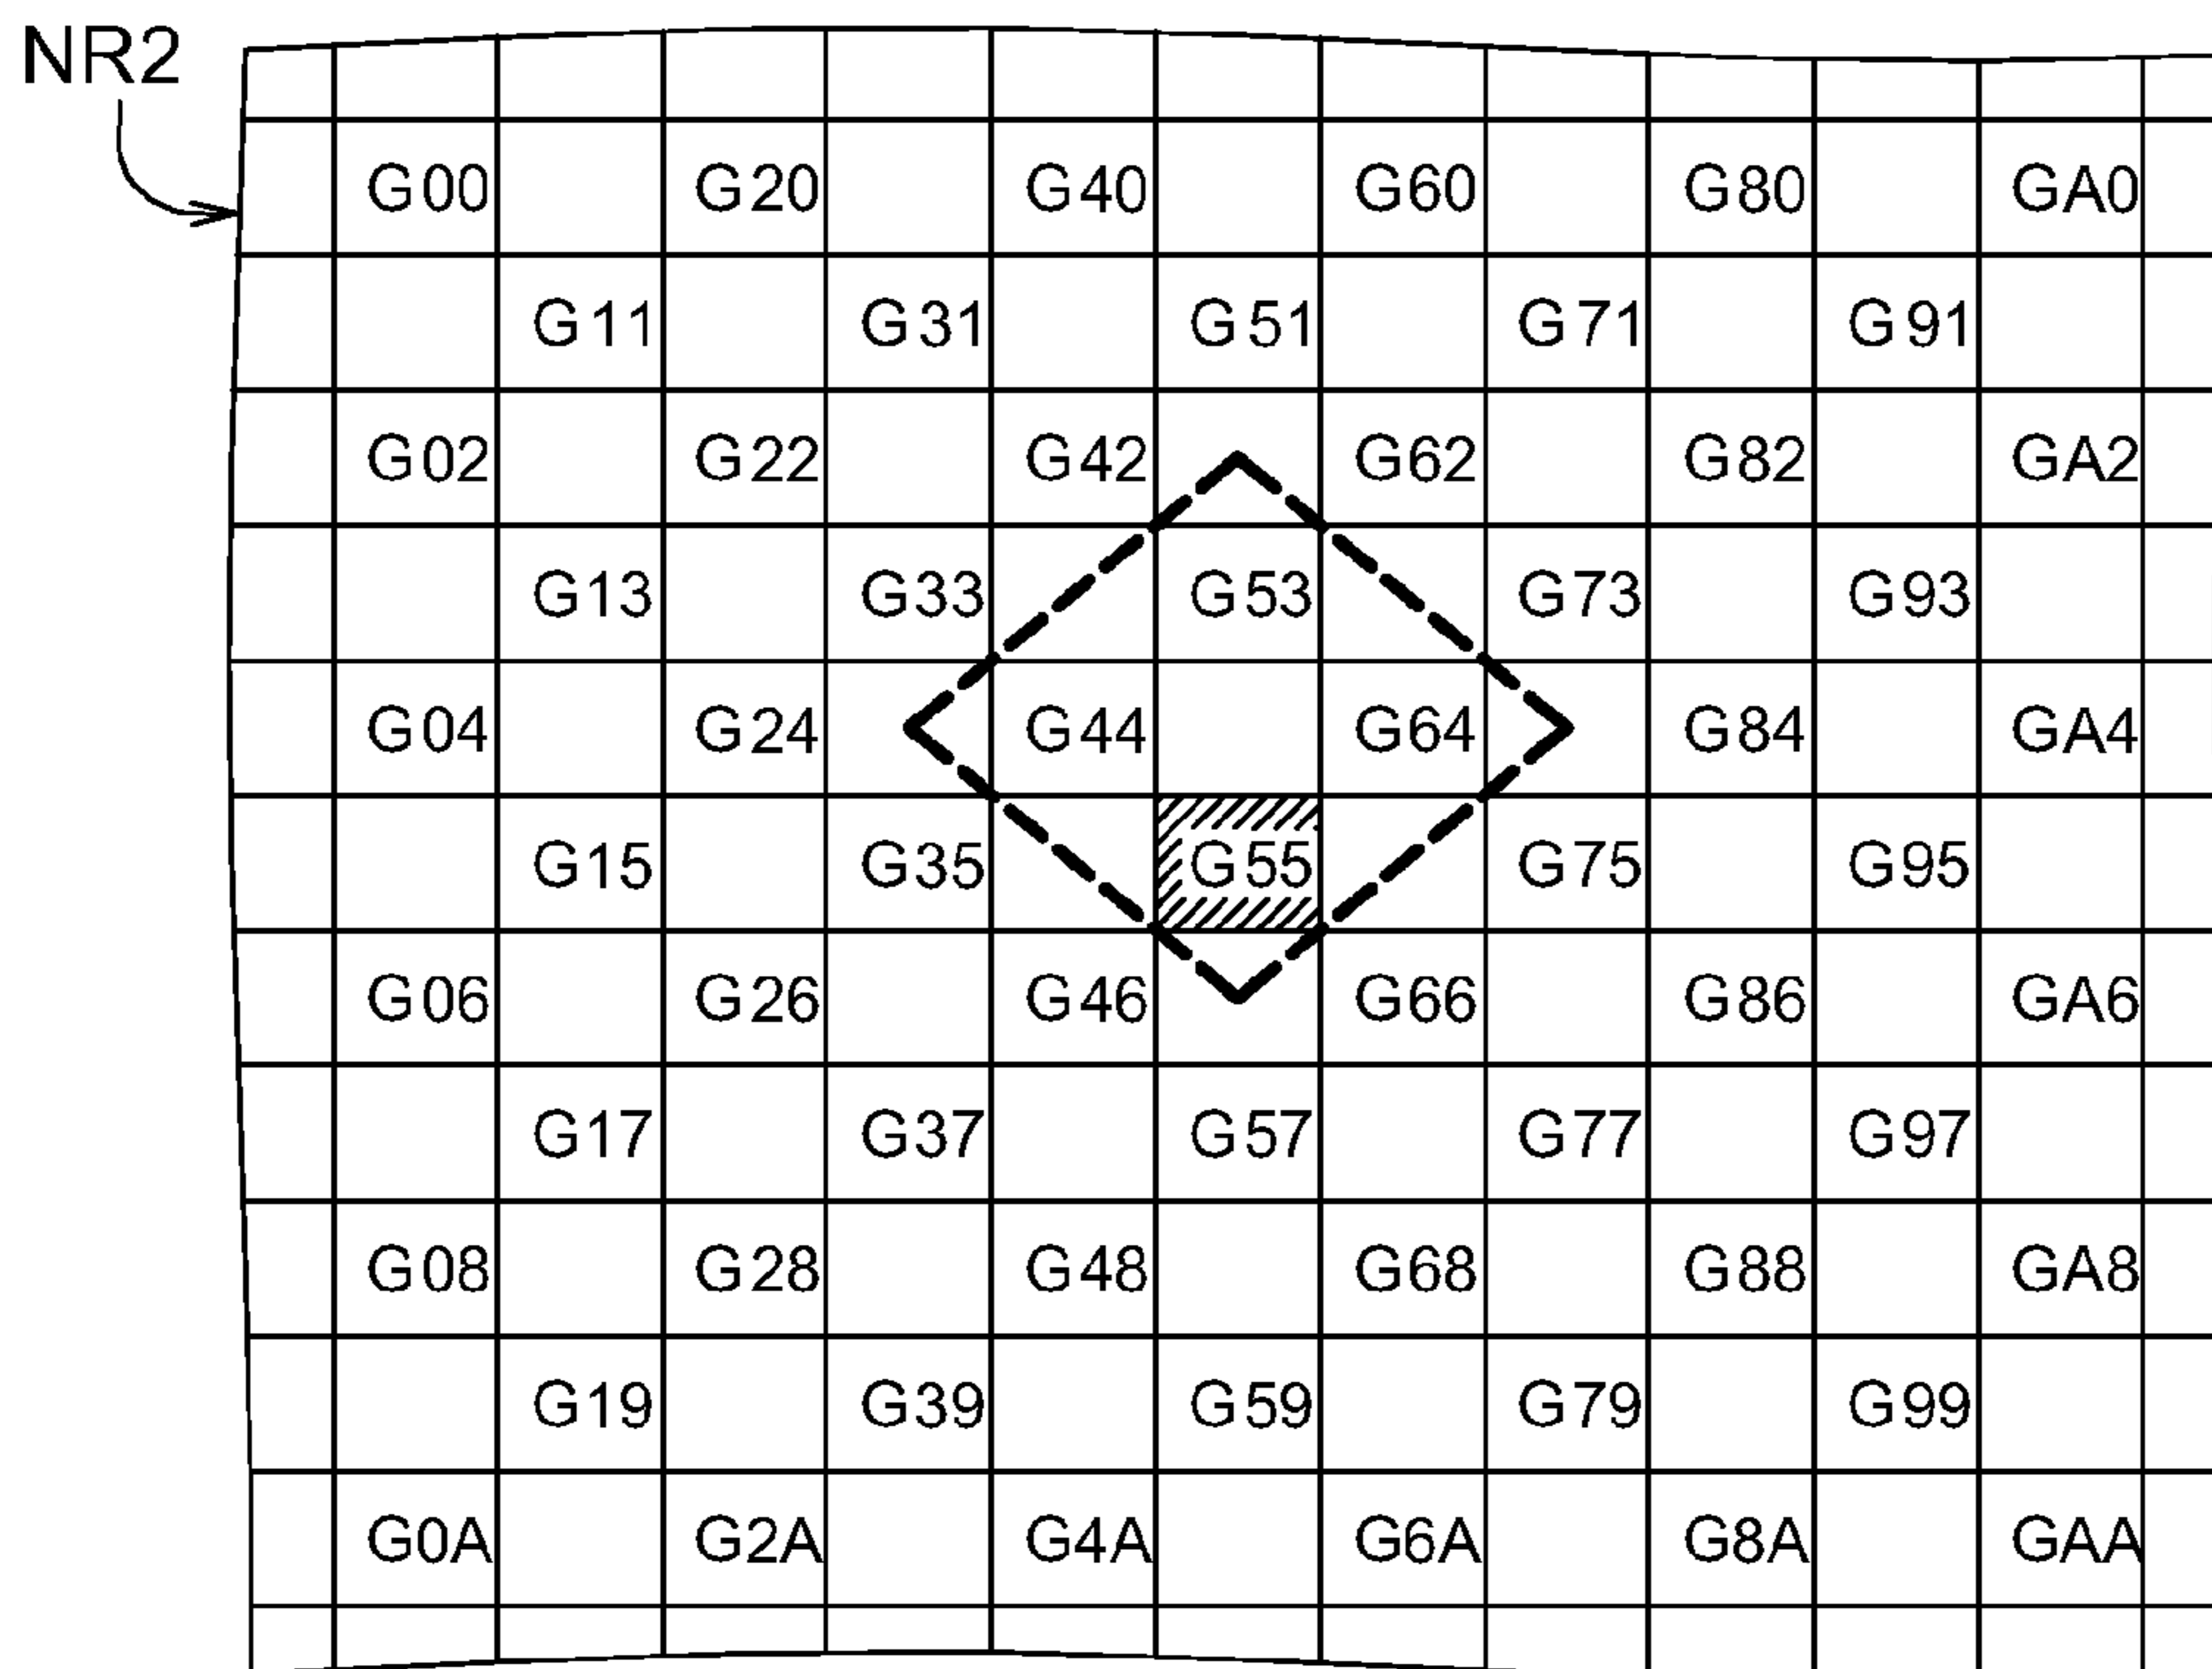 NR2
G00 G20 G40 G60 G80 GA0
G11 G31 G51 G71 G91
G02 G22 G42 G62 G82 GA2
G13 G33 G53 G73 G93
G04 G24 G44 G64 G84 GA4
G15 G35 G55 G75 G95
G06 G26 G46 G66 G86 GA6
G17 G37 G57 G77 G97
G08 G28 G48 G68 G88 GA8
G19 G39 G59 G79 G99
G0A G2A G4A G6A G8A GAA